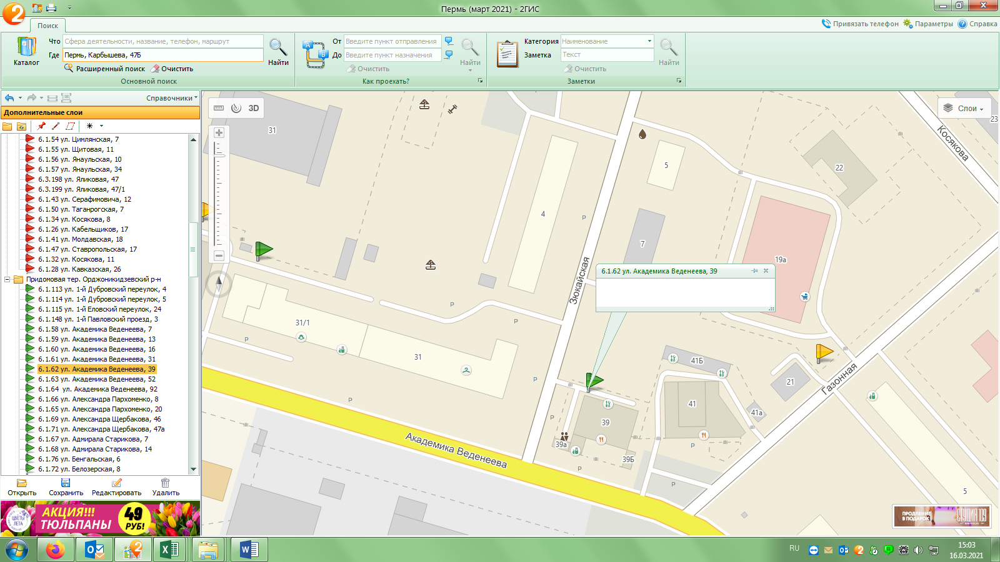 Пермь (март 2021) - 2ГИС
Поиск
Привязать телефон
Параметры
Справка
Каталог
Что
Сфера деятельности, название, телефон, маршрут
Где
Пермь, Карбышева, 47Б
Расширенный поиск
Очистить
Найти
Основной поиск
От
Введите пункт отправления
До
Введите пункт назначения
Очистить
Найти
Как проехать?
Категория
Наименование
Заметка
Текст
Очистить
Найти
Заметки
Справочники
Дополнительные слои
6.1.54 ул. Цимлянская, 7
6.1.55 ул. Щитовая, 11
6.1.56 ул. Янаульская, 10
6.1.57 ул. Янаульская, 34
6.3.198 ул. Яликовая, 47
6.3.199 ул. Яликовая, 47/1
6.1.43 ул. Серафимовича, 12
6.1.50 ул. Таганрогская, 7
6.1.34 ул. Косякова, 8
6.1.26 ул. Кабельщиков, 17
6.1.41 ул. Молдавская, 18
6.1.47 ул. Ставропольская, 17
6.1.32 ул. Косякова, 11
6.1.28 ул. Кавказская, 26
Придомовая тер. Орджоникидзевский р-н
6.1.113 ул. 1-й Дубровский переулок, 4
6.1.114 ул. 1-й Дубровский переулок, 5
6.1.115 ул. 1-й Еловский переулок, 24
6.1.148 ул. 1-й Павловский проезд, 3
6.1.58 ул. Академика Веденеева, 7
6.1.59 ул. Академика Веденеева, 13
6.1.60 ул. Академика Веденеева, 16
6.1.61 ул. Академика Веденеева, 31
6.1.62 ул. Академика Веденеева, 39
6.1.63 ул. Академика Веденеева, 52
6.1.64  ул. Академика Веденеева, 92
6.1.66 ул. Александра Пархоменко, 8
6.1.65 ул. Александра Пархоменко, 20
6.1.69 ул. Александра Щербакова, 46
6.1.71 ул. Александра Щербакова, 47а
6.1.67 ул. Адмирала Старикова, 7
6.1.68 ул. Адмирала Старикова, 14
6.1.76 ул. Бенгальская, 6
6.1.72 ул. Белозерская, 8
Открыть
Сохранить
Редактировать
Удалить
ЦВЕТЫ ЛЕТА
АКЦИЯ!!!
ТЮЛЬПАНЫ
49
РУБ!
3D
Слои
31
4
5
7
22
23
19а
Косякова
Зюкайская
6.1.62 ул. Академика Веденеева, 39
31/1
31
41Б
21
Газонная
41
41а
39
39а
39Б
5
P
P
P
P
P
P
P
P
P
P
P
Академика Веденеева
ПРОДЛЕНИЕ
В ПОДАРОК
СТУДИЯ 109
RU
15:03
16.03.2021